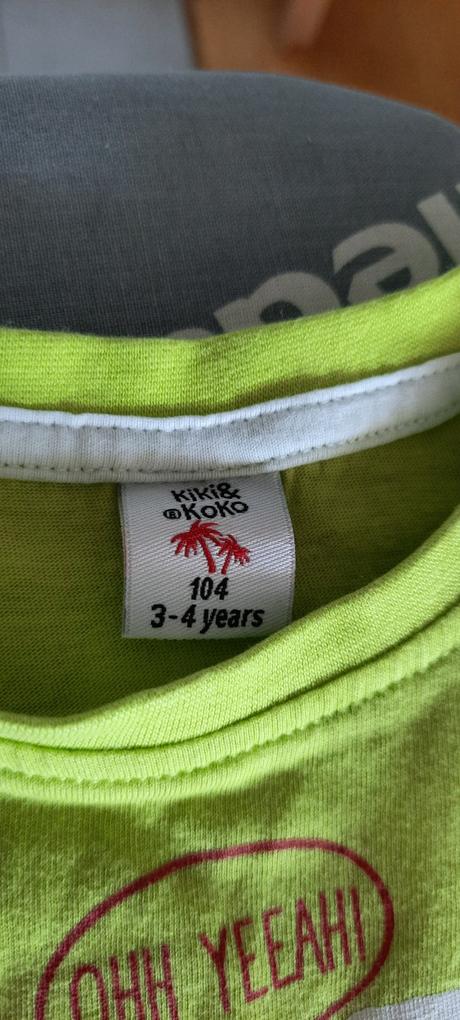 kiki&
®KoKo
104
3-4 years
OHH YEEAH!